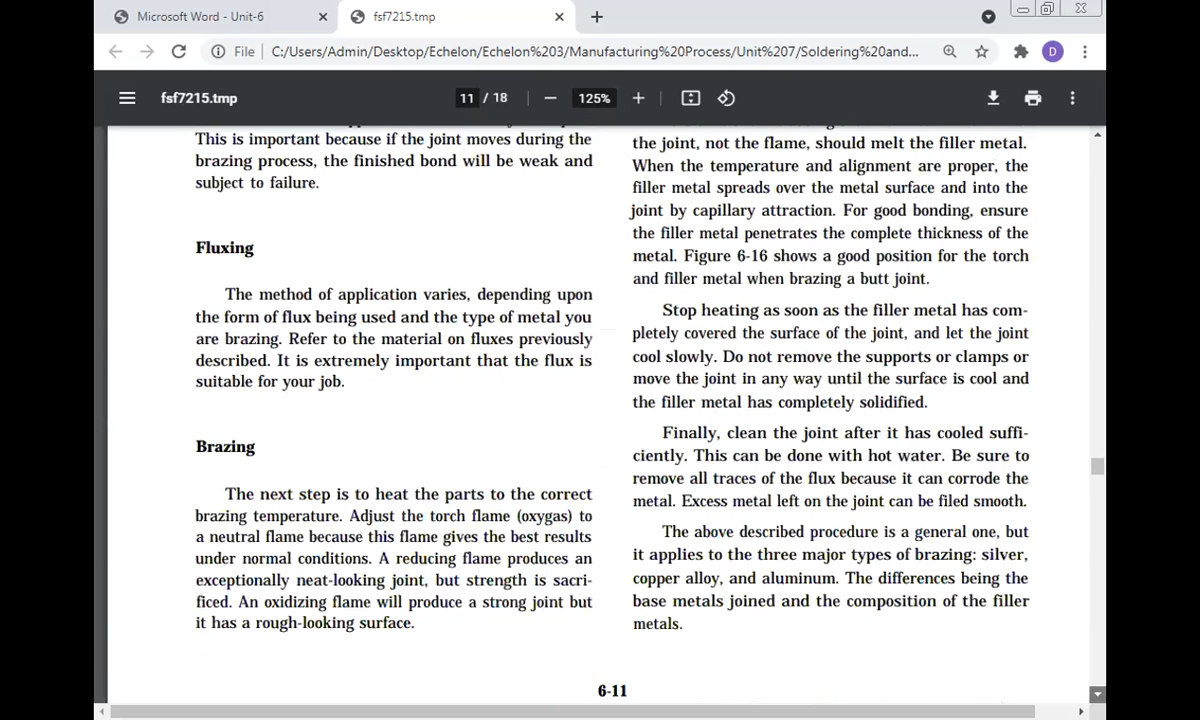 Microsoft Word - Unit-6
fsf7215.tmp
File
C:/Users/Admin/Desktop/Echelon/Echelon%203/Manufacturing%20Process/Unit%207/Soldering%20and...
D
fsf7215.tmp
11 / 18
125%
This is important because if the joint moves during the
brazing process, the finished bond will be weak and
subject to failure.
Fluxing
The method of application varies, depending upon
the form of flux being used and the type of metal you
are brazing. Refer to the material on fluxes previously
described. It is extremely important that the flux is
suitable for your job.
Brazing
The next step is to heat the parts to the correct
brazing temperature. Adjust the torch flame (oxygas) to
a neutral flame because this flame gives the best results
under normal conditions. A reducing flame produces an
exceptionally neat-looking joint, but strength is sacri-
ficed. An oxidizing flame will produce a strong joint but
it has a rough-looking surface.
the joint, not the flame, should melt the filler metal.
When the temperature and alignment are proper, the
filler metal spreads over the metal surface and into the
joint by capillary attraction. For good bonding, ensure
the filler metal penetrates the complete thickness of the
metal. Figure 6-16 shows a good position for the torch
and filler metal when brazing a butt joint.
Stop heating as soon as the filler metal has com-
pletely covered the surface of the joint, and let the joint
cool slowly. Do not remove the supports or clamps or
move the joint in any way until the surface is cool and
the filler metal has completely solidified.
Finally, clean the joint after it has cooled suffi-
ciently. This can be done with hot water. Be sure to
remove all traces of the flux because it can corrode the
metal. Excess metal left on the joint can be filed smooth.
The above described procedure is a general one, but
it applies to the three major types of brazing: silver,
copper alloy, and aluminum. The differences being the
base metals joined and the composition of the filler
metals.
6-11